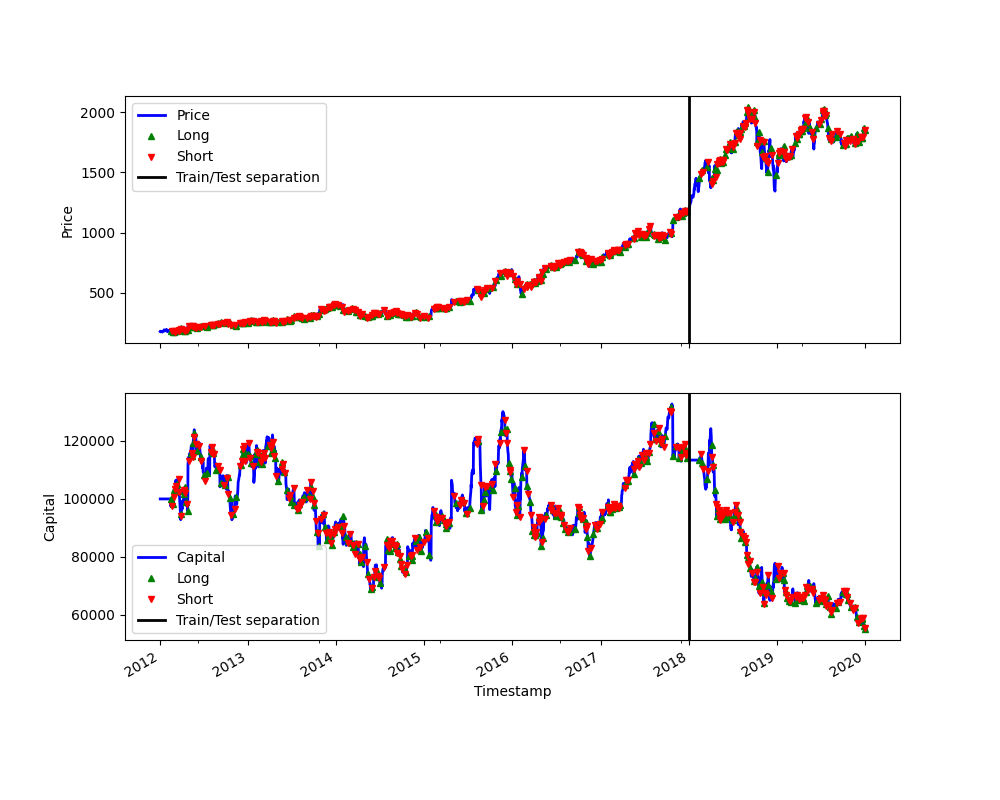 2000
1500
1000
500
Price
Price
Long
Short
Train/Test separation
120000
100000
80000
60000
Capital
Capital
Long
Short
Train/Test separation
2012 2013 2014 2015 2016 2017 2018 2019 2020
Timestamp